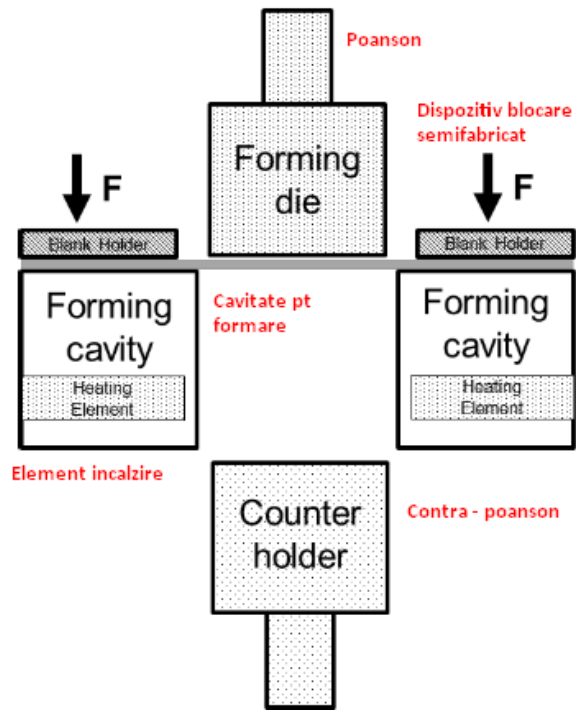 Poanson
Dispozitiv blocare
semifabricat
Forming
die
F
F
Blank Holder
Blank Holder
Forming
cavity
Cavitate pt
formare
Forming
cavity
Heating
Element
Heating
Element
Element incalzire
Counter
holder
Contra - poanson